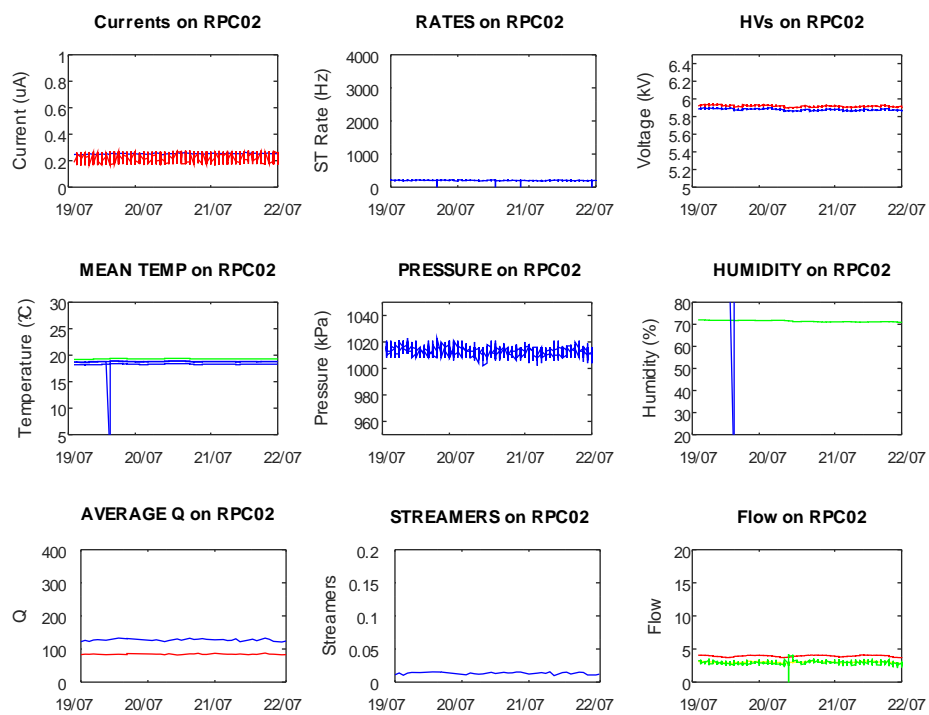 Currents on RPC02
RATES on RPC02
HVs on RPC02
Current (uA)
1
0.8
0.6
0.4
0.2
0
19/07 20/07 21/07 22/07
ST Rate (Hz)
4000
3000
2000
1000
0
19/07 20/07 21/07 22/07
Voltage (kV)
6.4
6.2
6
5.8
5.6
5.4
5.2
5
19/07 20/07 21/07 22/07
MEAN TEMP on RPC02
PRESSURE on RPC02
HUMIDITY on RPC02
Temperature (?C)
30
25
20
15
10
5
19/07 20/07 21/07 22/07
Pressure (kPa)
1040
1020
1000
980
960
19/07 20/07 21/07 22/07
Humidity (%)
80
70
60
50
40
30
20
19/07 20/07 21/07 22/07
AVERAGE Q on RPC02
STREAMERS on RPC02
Flow on RPC02
Q
400
300
200
100
0
19/07 20/07 21/07 22/07
Streamers
0.2
0.15
0.1
0.05
0
19/07 20/07 21/07 22/07
Flow
20
15
10
5
0
19/07 20/07 21/07 22/07